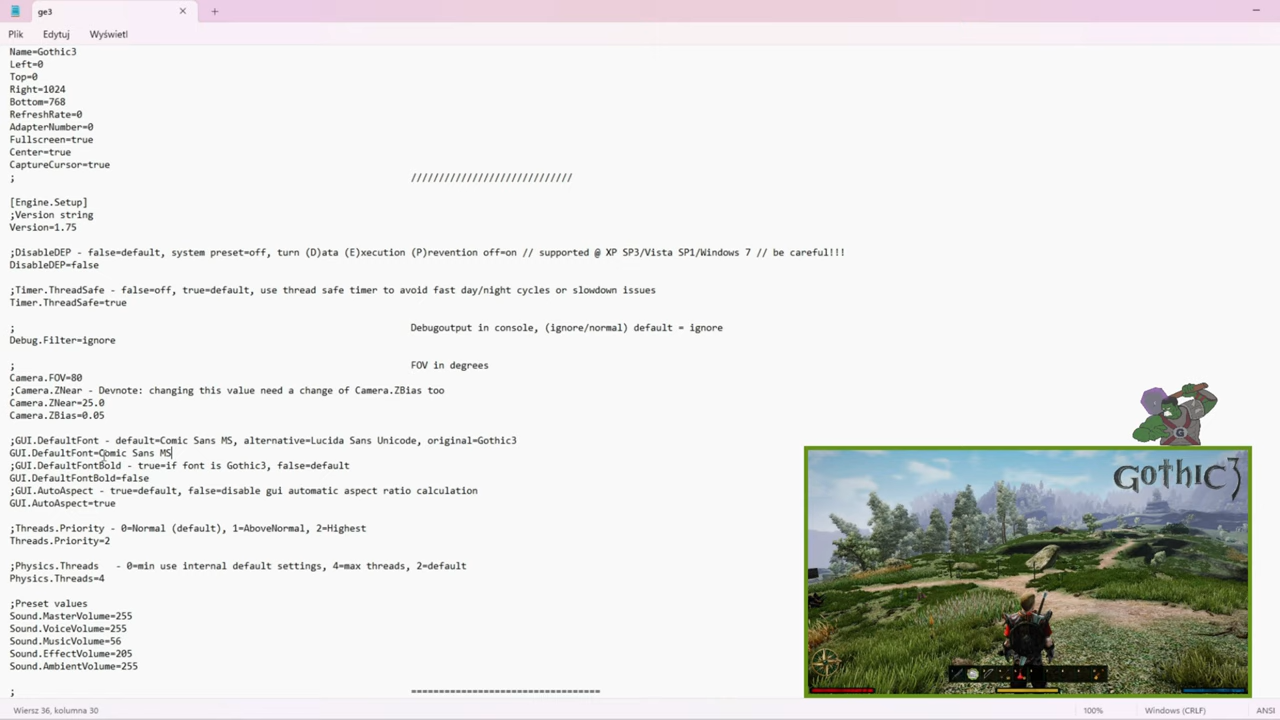 ge3
Plik Edytuj Wyświetl
Name=Gothic3
Left=0
Top=0
Right=1024
Bottom=768
RefreshRate=0
AdapterNumber=0
Fullscreen=true
Center=true
CaptureCursor=true
; /////////////////////////////
[Engine.Setup]
;Version string
Version=1.75
;DisableDEP - false=default, system preset=off, turn (D)ata (E)xecution (P)revention off=on // supported @ XP SP3/Vista SP1/Windows 7 // be careful!!!
DisableDEP=false
;Timer.ThreadSafe - false=off, true=default, use thread safe timer to avoid fast day/night cycles or slowdown issues
Timer.ThreadSafe=true
; Debugoutput in console, (ignore/normal) default = ignore
Debug.Filter=ignore
; FOV in degrees
Camera.FOV=80
;Camera.ZNear - Devnote: changing this value need a change of Camera.ZBias too
Camera.ZNear=25.0
Camera.ZBias=0.05
;GUI.DefaultFont - default=Comic Sans MS, alternative=Lucida Sans Unicode, original=Gothic3
GUI.DefaultFont=Comic Sans MS
;GUI.DefaultFontBold - true=if font is Gothic3, false=default
GUI.DefaultFontBold=false
;GUI.AutoAspect - true=default, false=disable gui automatic aspect ratio calculation
GUI.AutoAspect=true
;Threads.Priority - 0=Normal (default), 1=AboveNormal, 2=Highest
Threads.Priority=2
;Physics.Threads - 0=min use internal default settings, 4=max threads, 2=default
Physics.Threads=4
;Preset values
Sound.MasterVolume=255
Sound.VoiceVolume=255
Sound.MusicVolume=56
Sound.EffectVolume=205
Sound.AmbientVolume=255
; ==================================
G
GOTHIC 3
Wiersz 36, kolumna 30 100% Windows (CRLF) ANSI